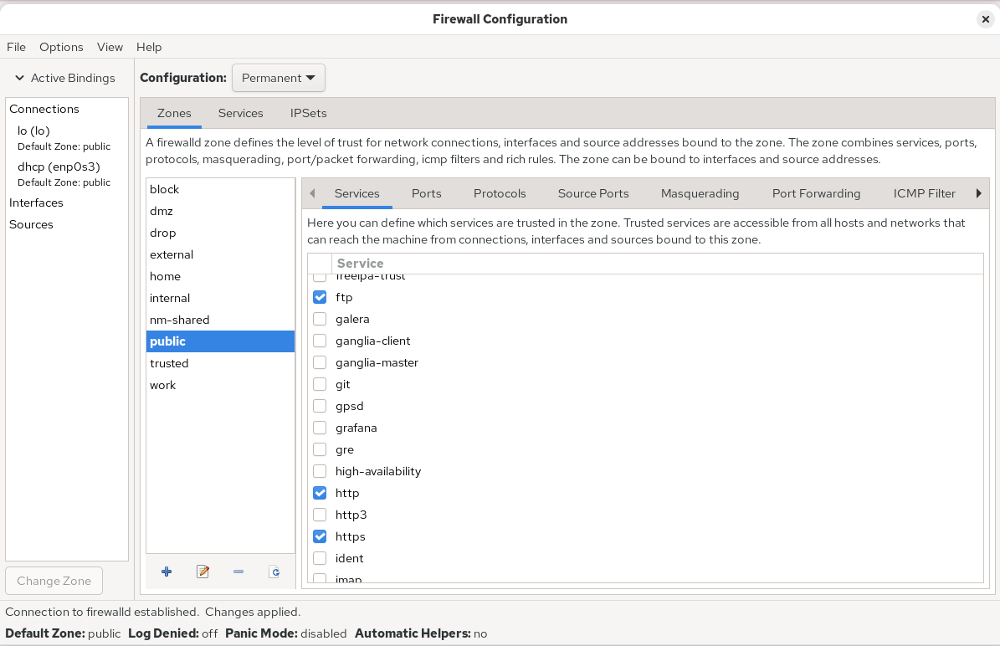 Firewall Configuration
File Options View Help
Active Bindings
Configuration: Permanent
Connections
lo (lo)
Default Zone: public
dhcp (enp0s3)
Default Zone: public
Interfaces
Sources
Change Zone
Zones Services IPSets
A firewalld zone defines the level of trust for network connections, interfaces and source addresses bound to the zone. The zone combines services, ports,
protocols, masquerading, port/packet forwarding, icmp filters and rich rules. The zone can be bound to interfaces and source addresses.
block
dmz
drop
external
home
internal
nm-shared
public
trusted
work
Services Ports Protocols Source Ports Masquerading Port Forwarding ICMP Filter
Here you can define which services are trusted in the zone. Trusted services are accessible from all hosts and networks that
can reach the machine from connections, interfaces and sources bound to this zone.
Service
freeipa-trust
ftp
galera
ganglia-client
ganglia-master
git
gpsd
grafana
gre
high-availability
http
http3
https
ident
imap
Connection to firewalld established. Changes applied.
Default Zone: public Log Denied: off Panic Mode: disabled Automatic Helpers: no